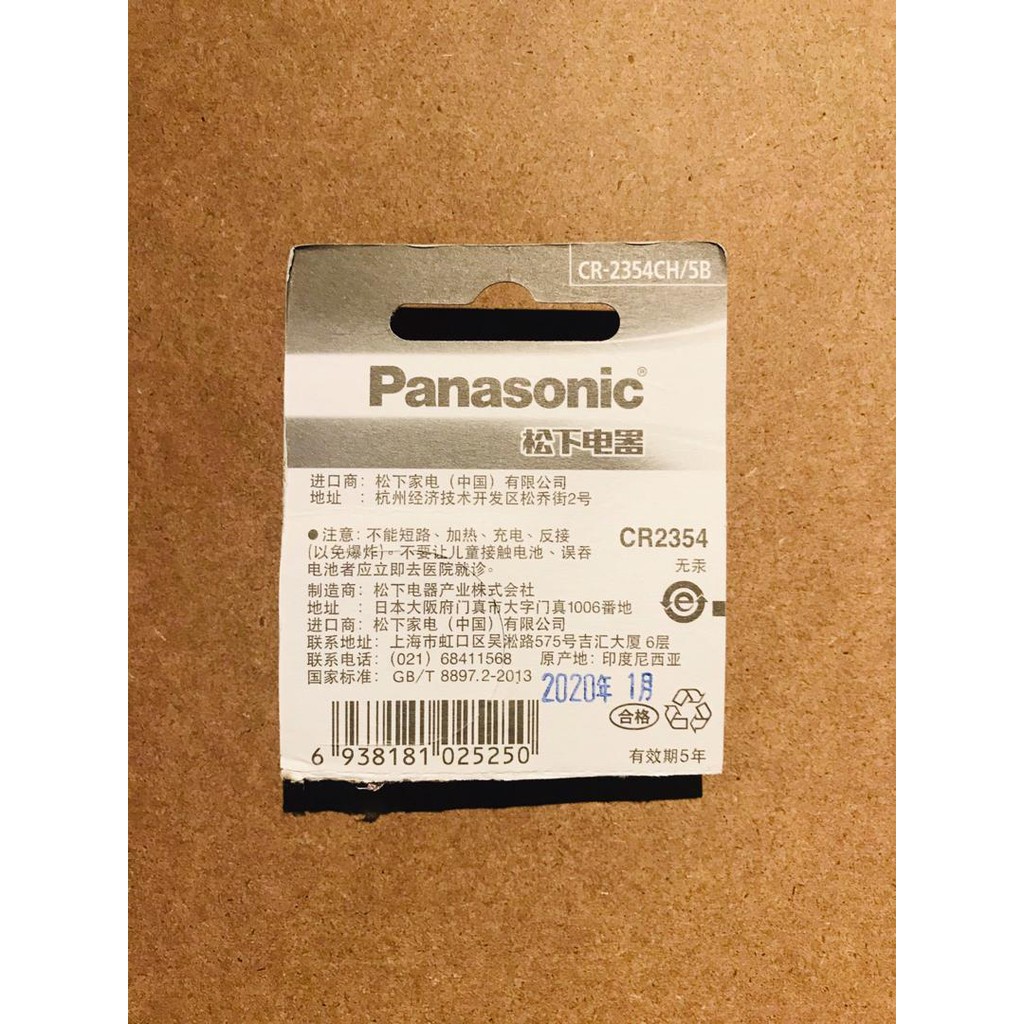 CR-2354CH/5B
Panasonic®
松下电器
进口商：松下家电（中国）有限公司
地址 ：杭州经济技术开发区松乔街2号
●注意：不能短路、加热、充电、反接
(以免爆炸)。不要让儿童接触电池、误吞
电池者应立即去医院就诊。
CR2354
无汞
制造商：松下电器产业株式会社
地址 ：日本大阪府门真市大字门真1006番地
进口商：松下家电（中国）有限公司
联系地址：上海市虹口区吴淞路575号吉汇大厦 6层
联系电话：(021) 68411568 原产地：印度尼西亚
国家标准：GB/T 8897.2-2013
2020年 1月
合格
6 938181 025250
有效期5年